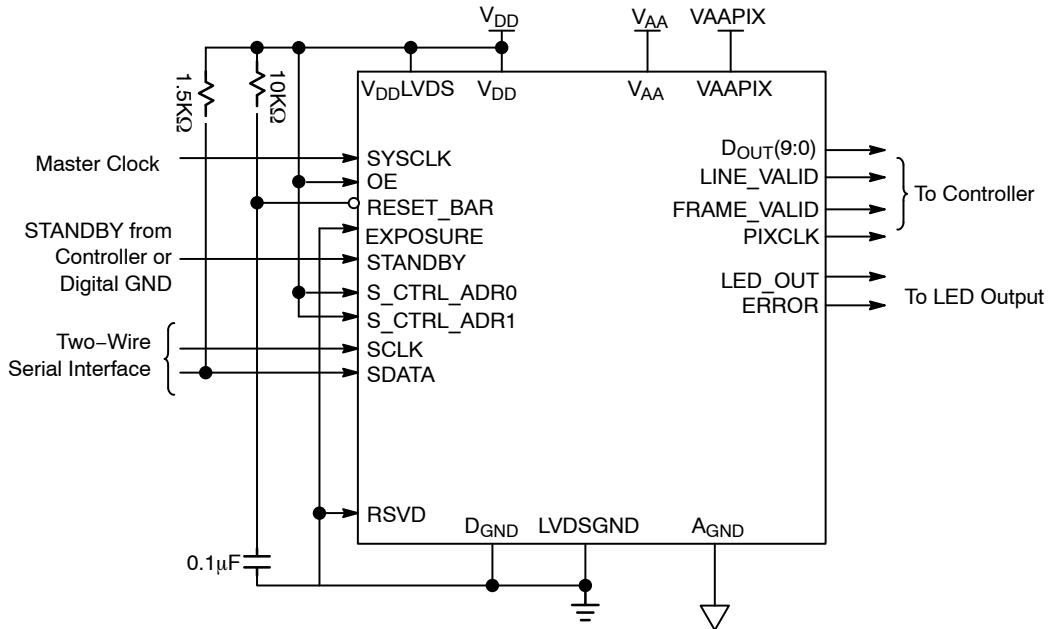 VDD
VAA
VAAPIX
1.5KΩ
10KΩ
VDDLVDS
VDD
VAA
VAAPIX
Master Clock
SYSCLK
OE
RESET_BAR
STANDBY from
Controller or
Digital GND
EXPOSURE
STANDBY
S_CTRL_ADR0
S_CTRL_ADR1
Two−Wire
Serial Interface
SCLK
SDATA
RSVD
DGND
LVDSGND
AGND
0.1μF
DOUT(9:0)
LINE_VALID
FRAME_VALID
PIXCLK
To Controller
LED_OUT
ERROR
To LED Output